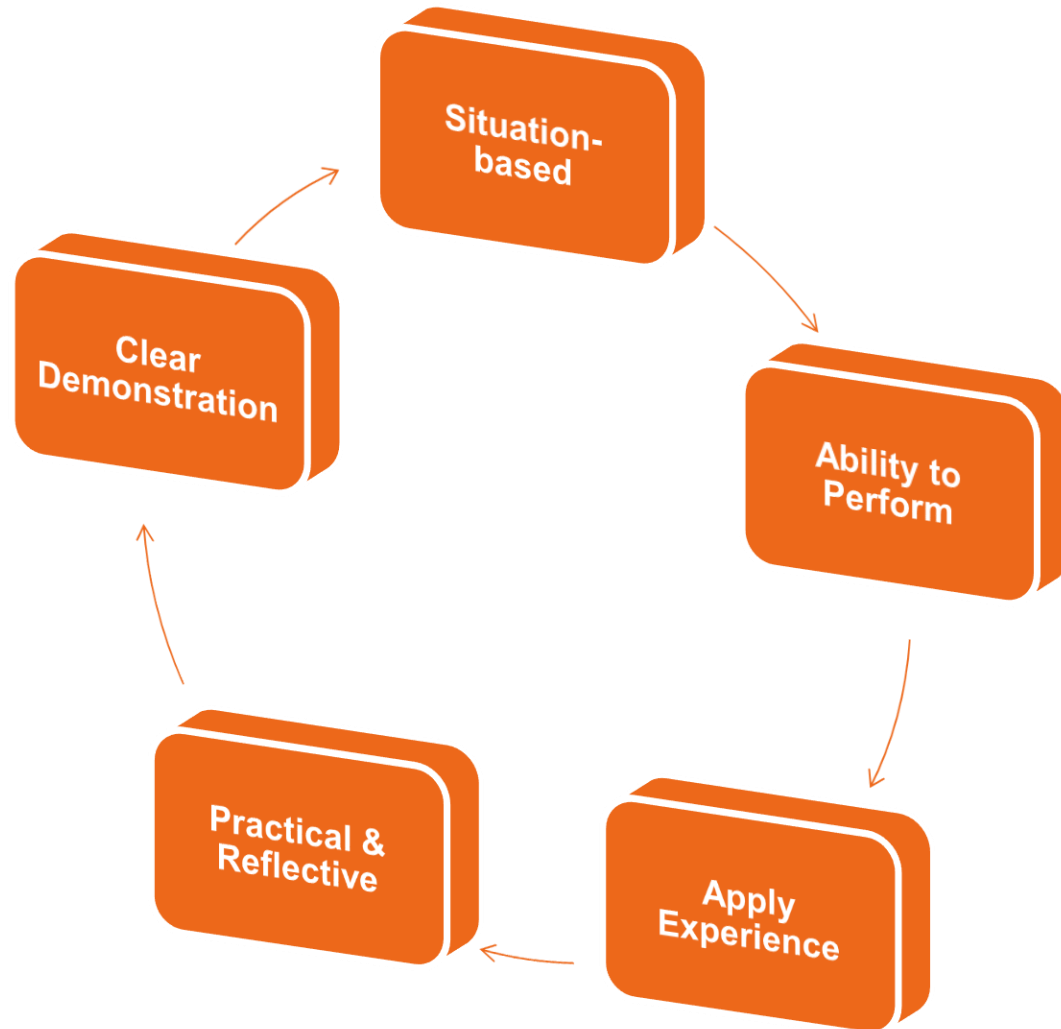 Situation-
based
Ability to
Perform
Apply
Experience
Practical &
Reflective
Clear
Demonstration